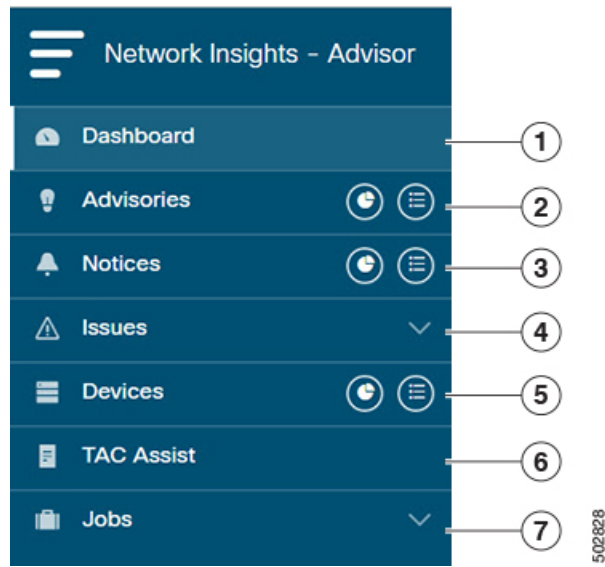 Network Insights - Advisor
Dashboard 1
Advisories 2
Notices 3
Issues 4
Devices 5
TAC Assist 6
Jobs 7
502828